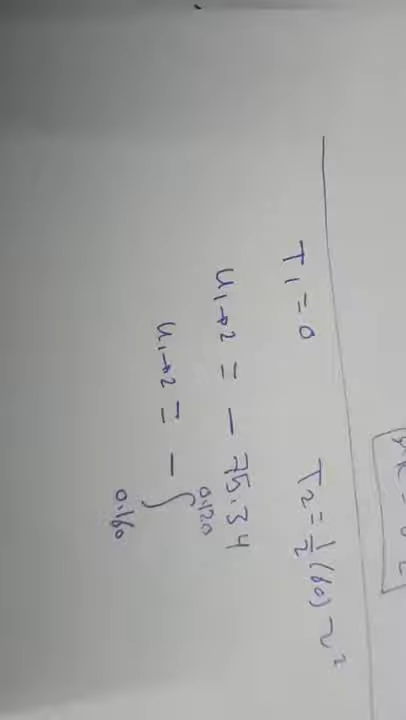 T1 = 0 T2 = 1/2 (60) v²
U1→2 = - 75.34
U1→2 = - ∫ 0.120 0.160